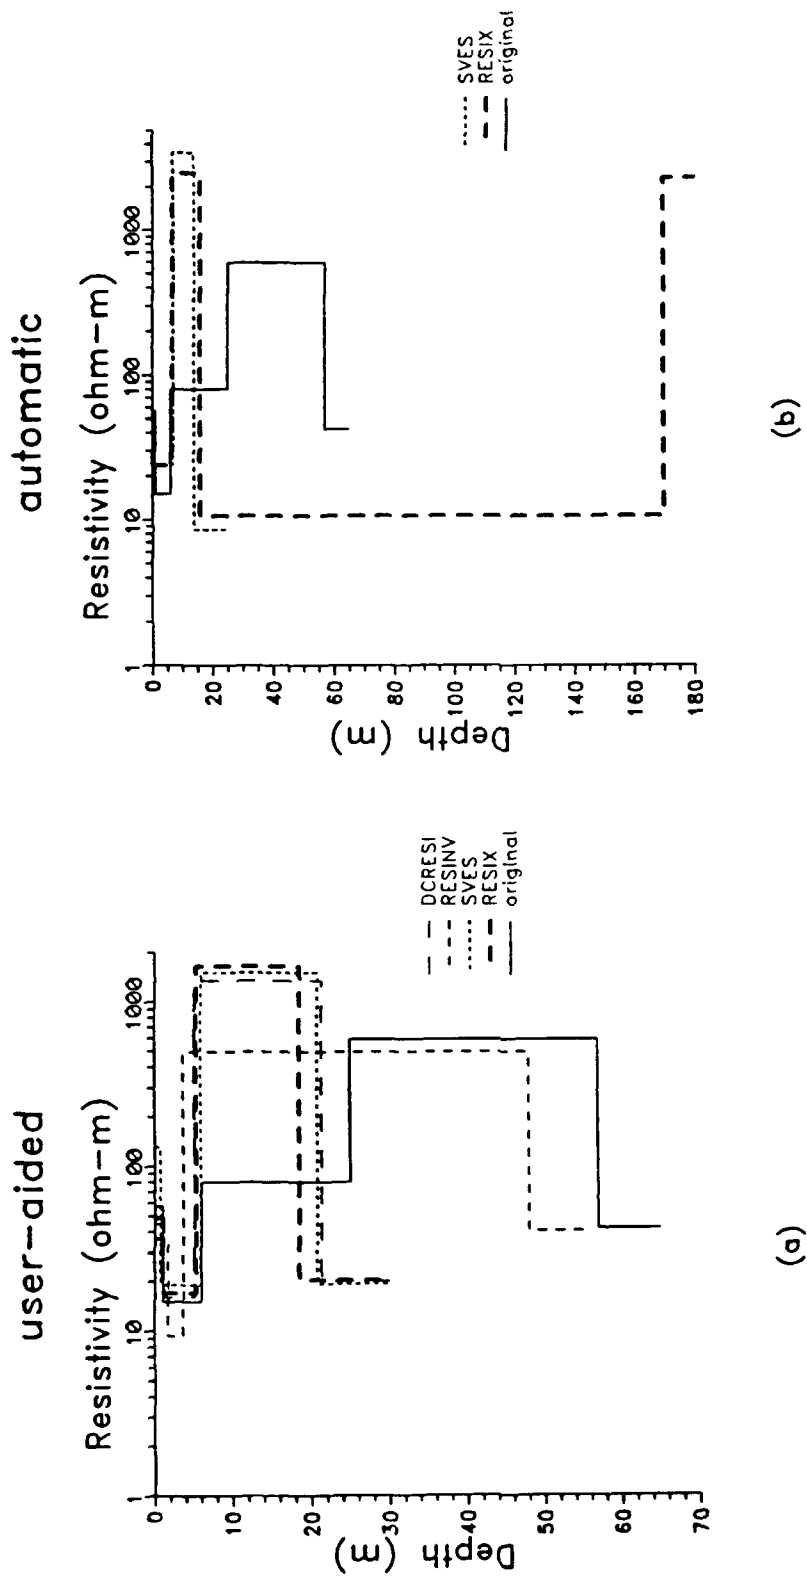 user-aided
Resistivity (ohm-m)
1 10 100 1000
Depth (m)
0
10
20
30
40
50
60
70
DCRESI
RESINV
SVES
RESIX
original
(a)
automatic
Resistivity (ohm-m)
1 10 100 1000
Depth (m)
0
20
40
60
80
100
120
140
160
180
SVES
RESIX
original
(b)